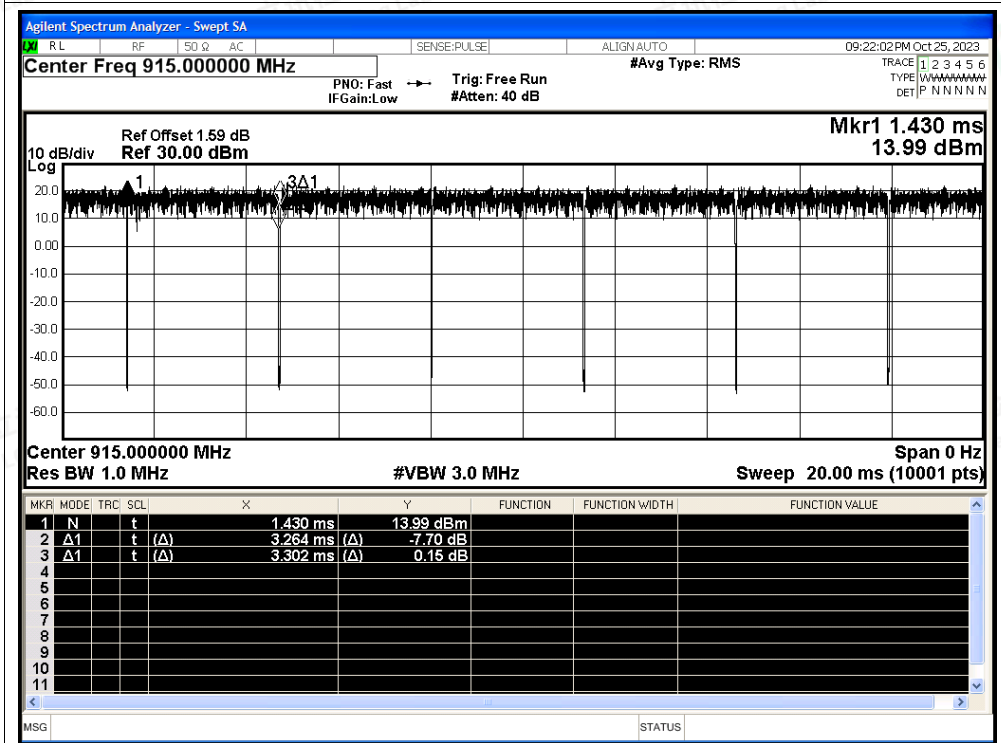 Agilent Spectrum Analyzer - Swept SA
LXI RL RF 50 Ω AC SENSE:PULSE ALIGN AUTO 09:22:02 PM Oct 25, 2023
Center Freq 915.000000 MHz #Avg Type: RMS TRACE 1 2 3 4 5 6
PNO: Fast Trig: Free Run TYPE WWWWWW
IFGain:Low #Atten: 40 dB DET P N N N N N
Mkr1 1.430 ms
Ref Offset 1.59 dB
10 dB/div Ref 30.00 dBm 13.99 dBm
Log
1 3Δ1
20.0
10.0
0.00
-10.0
-20.0
-30.0
-40.0
-50.0
-60.0
Center 915.000000 MHz Span 0 Hz
Res BW 1.0 MHz #VBW 3.0 MHz Sweep 20.00 ms (10001 pts)
MKR MODE TRC SCL X Y FUNCTION FUNCTION WIDTH FUNCTION VALUE
1 N t 1.430 ms 13.99 dBm
2 Δ1 t (Δ) 3.264 ms (Δ) -7.70 dB
3 Δ1 t (Δ) 3.302 ms (Δ) 0.15 dB
4
5
6
7
8
9
10
11
MSG STATUS